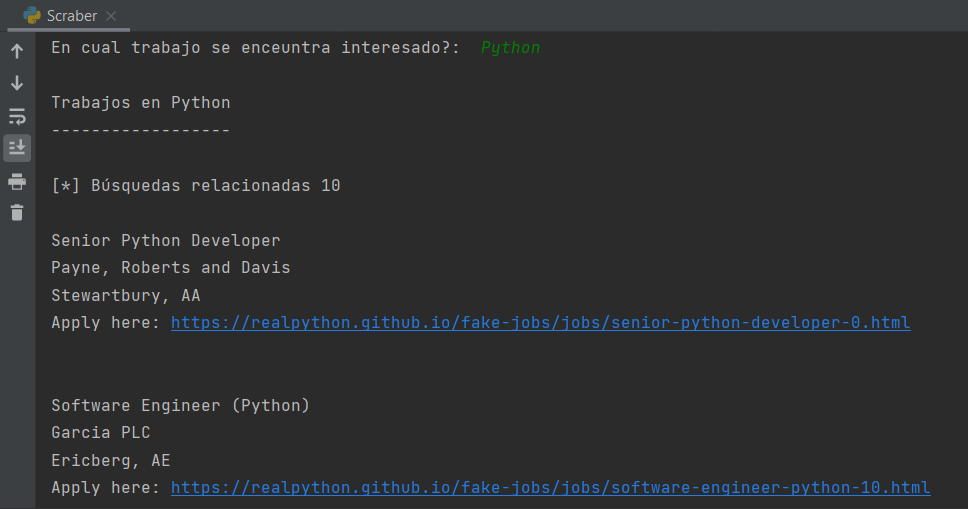 Scraber
En cual trabajo se enceuntra interesado?: Python
Trabajos en Python
------------------
[*] Búsquedas relacionadas 10
Senior Python Developer
Payne, Roberts and Davis
Stewartbury, AA
Apply here: https://realpython.github.io/fake-jobs/jobs/senior-python-developer-0.html
Software Engineer (Python)
Garcia PLC
Ericberg, AE
Apply here: https://realpython.github.io/fake-jobs/jobs/software-engineer-python-10.html